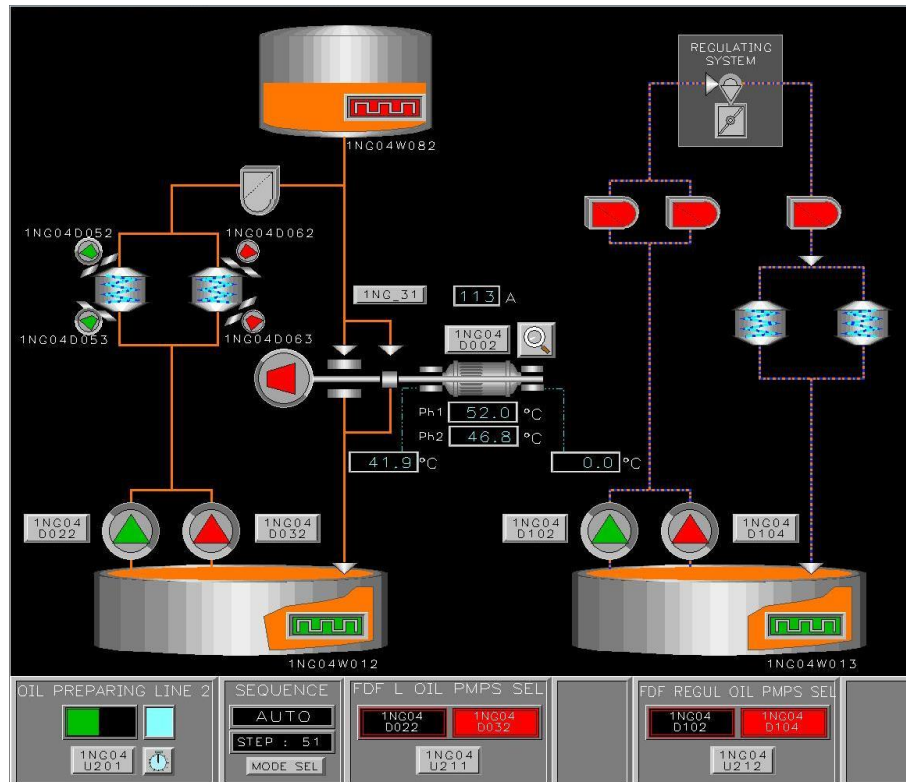 REGULATING
SYSTEM
1NG04W082
1NG04D052
1NG04D062
1NG04D053
1NG04D063
1NG_31
113 A
1NG04
D002
Ph1 52.0 °C
Ph2 46.8 °C
41.9 °C
0.0 °C
1NG04
D022
1NG04
D032
1NG04
D102
1NG04
D104
1NG04W012
1NG04W013
OIL PREPARING LINE 2
1NG04
U201
SEQUENCE
AUTO
STEP : 51
MODE SEL
FDF L OIL PMPS SEL
1NG04
D022
1NG04
D032
1NG04
U211
FDF REGUL OIL PMPS SEL
1NG04
D102
1NG04
D104
1NG04
U212